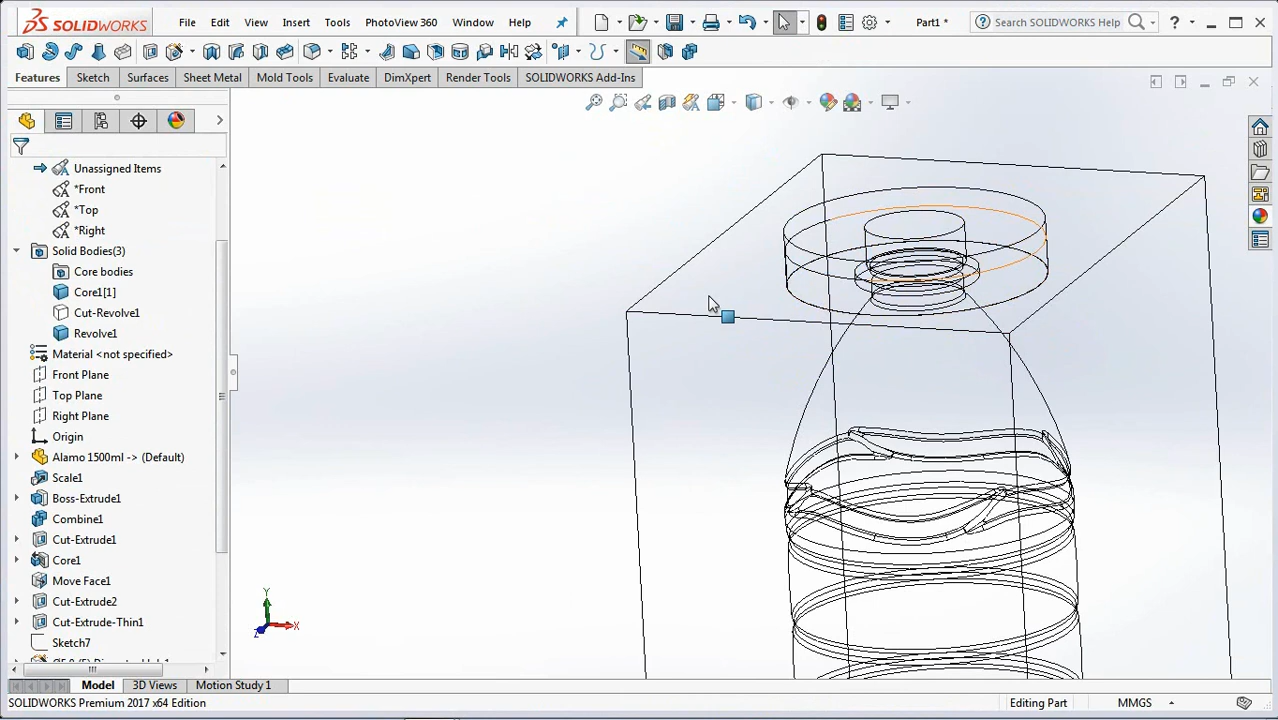 SOLIDWORKS File Edit View Insert Tools PhotoView 360 Window Help Part1 * Search SOLIDWORKS Help ?
Features Sketch Surfaces Sheet Metal Mold Tools Evaluate DimXpert Render Tools SOLIDWORKS Add-Ins
Unassigned Items
*Front
*Top
*Right
Solid Bodies(3)
Core bodies
Core1[1]
Cut-Revolve1
Revolve1
Material <not specified>
Front Plane
Top Plane
Right Plane
Origin
Alamo 1500ml -> (Default)
Scale1
Boss-Extrude1
Combine1
Cut-Extrude1
Core1
Move Face1
Cut-Extrude2
Cut-Extrude-Thin1
Sketch7
Y
X
Z
Model 3D Views Motion Study 1
SOLIDWORKS Premium 2017 x64 Edition Editing Part MMGS